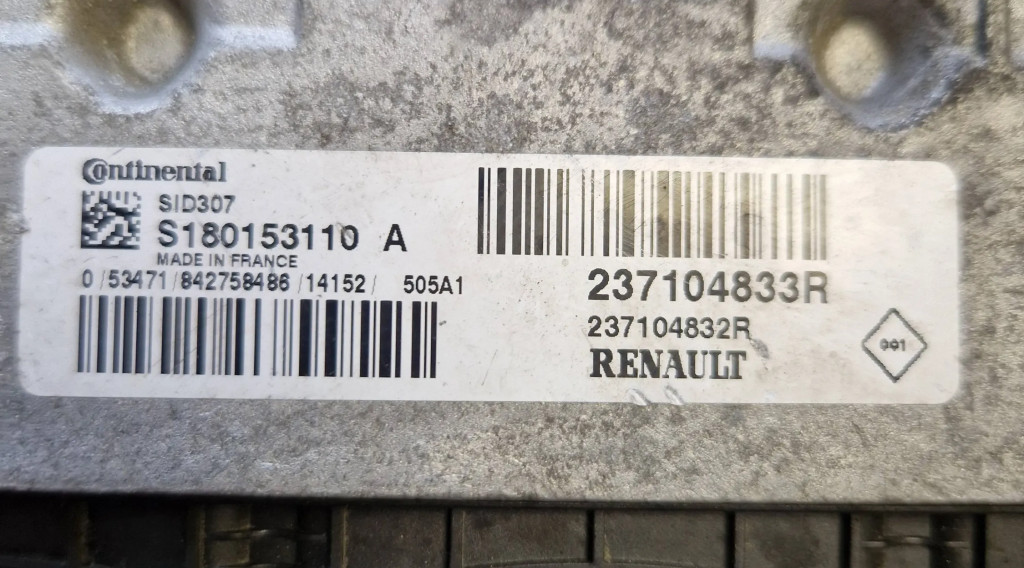 Continental
SID307
S180153110 A
MADE IN FRANCE
0/53471/842758486/14152/ 505A1
237104833R
237104832R
RENAULT
001